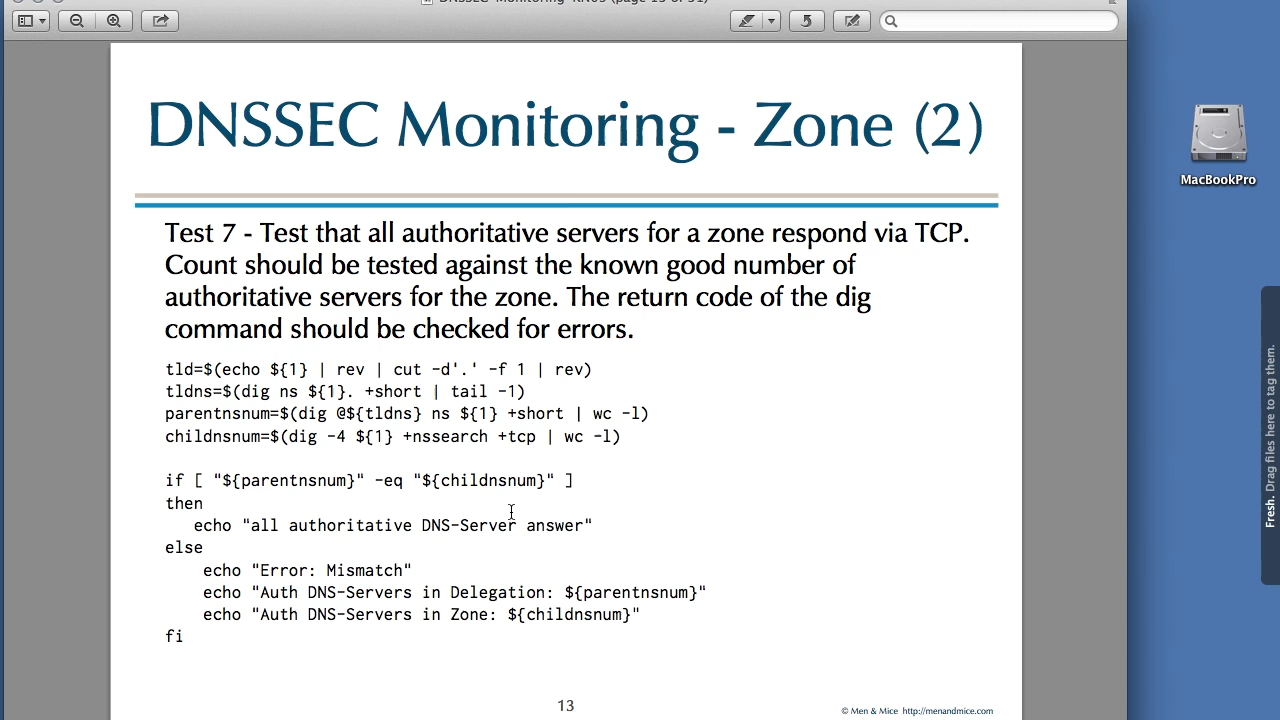 DNSSEC Monitoring - Zone (2)
MacBookPro
Test 7 - Test that all authoritative servers for a zone respond via TCP.
Count should be tested against the known good number of
authoritative servers for the zone. The return code of the dig
command should be checked for errors.
tld=$(echo ${1} | rev | cut -d'.' -f 1 | rev)
tldns=$(dig ns ${1}. +short | tail -1)
parentnsnum=$(dig @${tldns} ns ${1} +short | wc -l)
childnsnum=$(dig -4 ${1} +nssearch +tcp | wc -l)
if [ "${parentnsnum}" -eq "${childnsnum}" ]
then
echo "all authoritative DNS-Server answer"
else
echo "Error: Mismatch"
echo "Auth DNS-Servers in Delegation: ${parentnsnum}"
echo "Auth DNS-Servers in Zone: ${childnsnum}"
fi
13
© Men & Mice http://menandmice.com
Fresh. Drag files here to tag them.